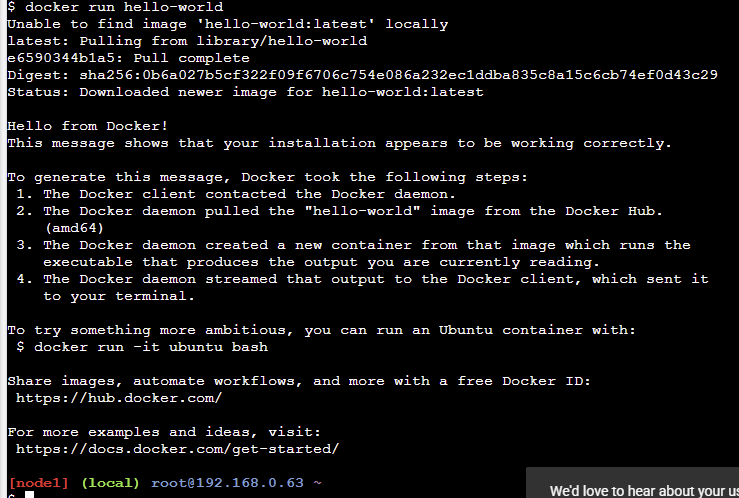 $ docker run hello-world
Unable to find image 'hello-world:latest' locally
latest: Pulling from library/hello-world
e6590344b1a5: Pull complete
Digest: sha256:0b6a027b5cf322f09f6706c754e086a232ec1ddba835c8a15c6cb74ef0d43c29
Status: Downloaded newer image for hello-world:latest

Hello from Docker!
This message shows that your installation appears to be working correctly.

To generate this message, Docker took the following steps:
 1. The Docker client contacted the Docker daemon.
 2. The Docker daemon pulled the "hello-world" image from the Docker Hub.
    (amd64)
 3. The Docker daemon created a new container from that image which runs the
    executable that produces the output you are currently reading.
 4. The Docker daemon streamed that output to the Docker client, which sent it
    to your terminal.

To try something more ambitious, you can run an Ubuntu container with:
 $ docker run -it ubuntu bash

Share images, automate workflows, and more with a free Docker ID:
 https://hub.docker.com/

For more examples and ideas, visit:
 https://docs.docker.com/get-started/

[node1] (local) root@192.168.0.63 ~
$
We'd love to hear about your us